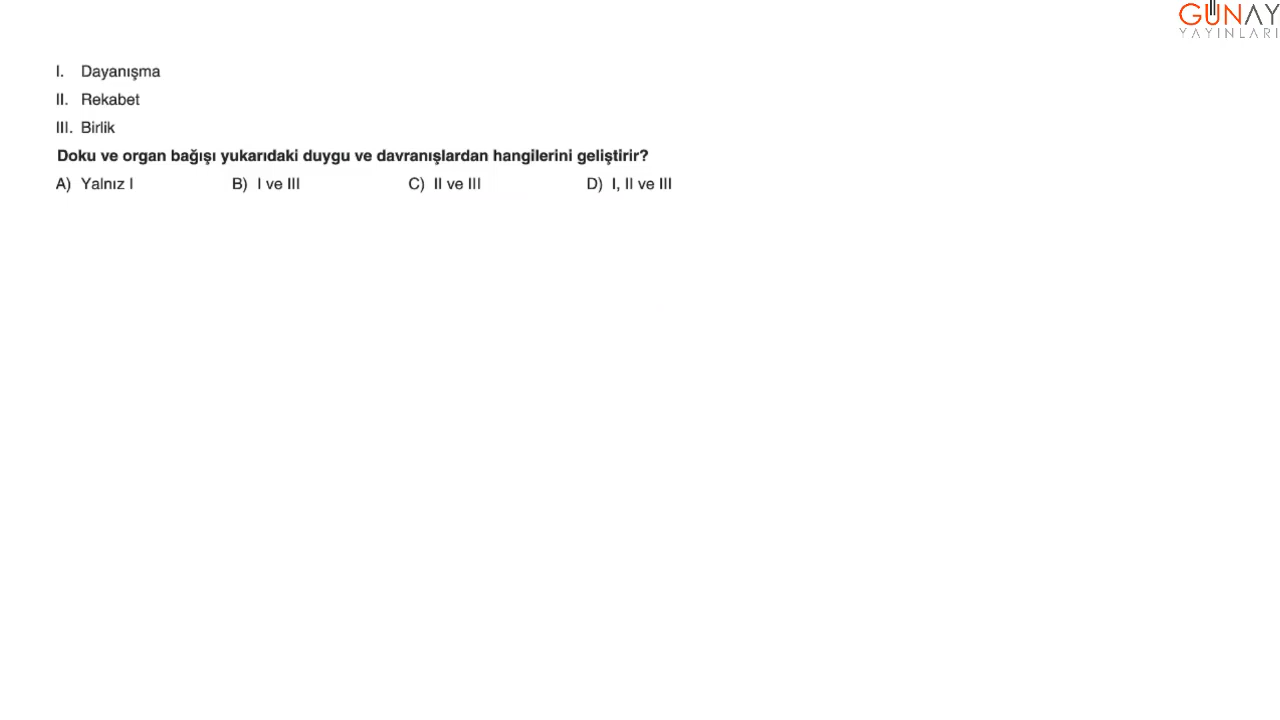 GÜNAY
YAYINLARI
I. Dayanışma
II. Rekabet
III. Birlik
Doku ve organ bağışı yukarıdaki duygu ve davranışlardan hangilerini geliştirir?
A) Yalnız I B) I ve III C) II ve III D) I, II ve III